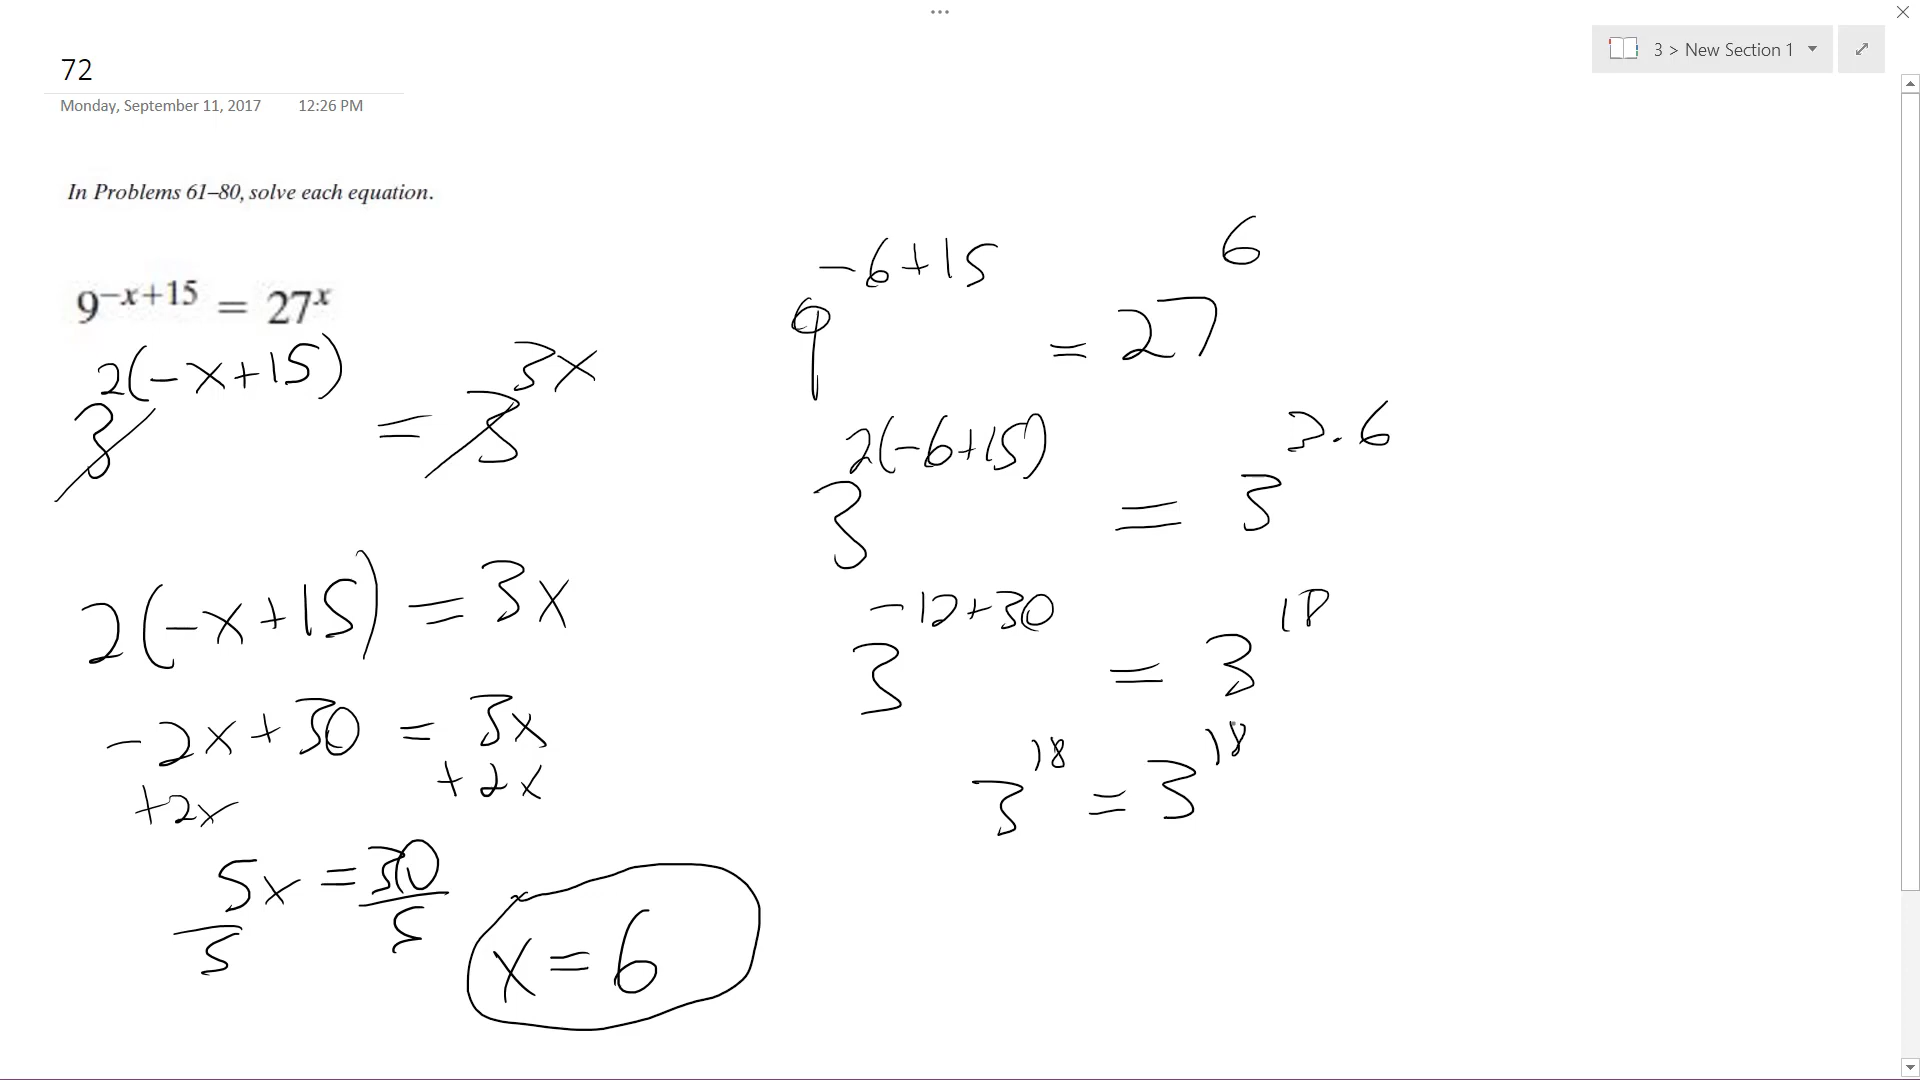 3 > New Section 1
72
Monday, September 11, 2017 12:26 PM
In Problems 61–80, solve each equation.
9^{-x+15} = 27^x
3^{2(-x+15)} = 3^{3x}
2(-x+15) = 3x
-2x+30 = 3x
+2x +2x
5x = 30
5 5
x = 6
9^{-6+15} = 27^6
3^{2(-6+15)} = 3^{3·6}
3^{-12+30} = 3^{18}
3^{18} = 3^{18}